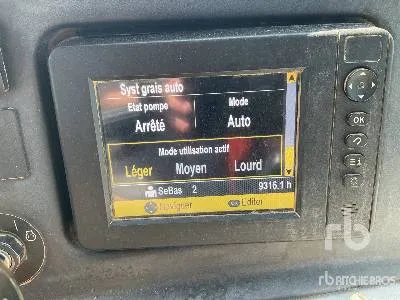 Syst grais auto
Etat pompe Mode
Arrêté Auto
Mode utilisation actif
Léger Moyen Lourd
SeBas 2 9316.1 h
Naviguer OK Editer
OK
rb
RITCHIE BROS